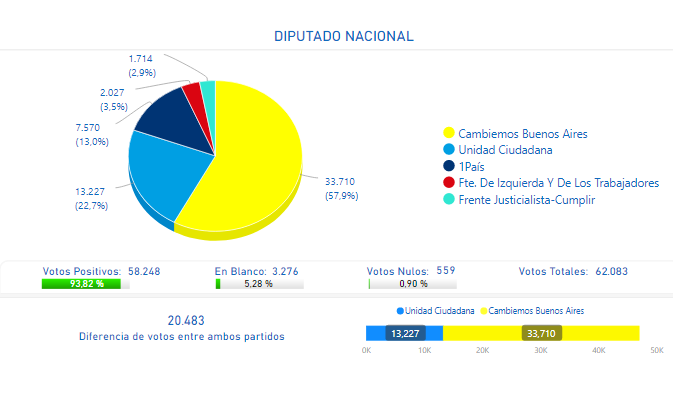 DIPUTADO NACIONAL
1.714
(2,9%)
2.027
(3,5%)
7.570
(13,0%)
13.227
(22,7%)
33.710
(57,9%)
Cambiemos Buenos Aires
Unidad Ciudadana
1País
Fte. De Izquierda Y De Los Trabajadores
Frente Justicialista-Cumplir
Votos Positivos: 58.248
93,82 %
En Blanco: 3.276
5,28 %
Votos Nulos: 559
0,90 %
Votos Totales: 62.083
20.483
Diferencia de votos entre ambos partidos
Unidad Ciudadana Cambiemos Buenos Aires
13,227 33,710
0K 10K 20K 30K 40K 50K